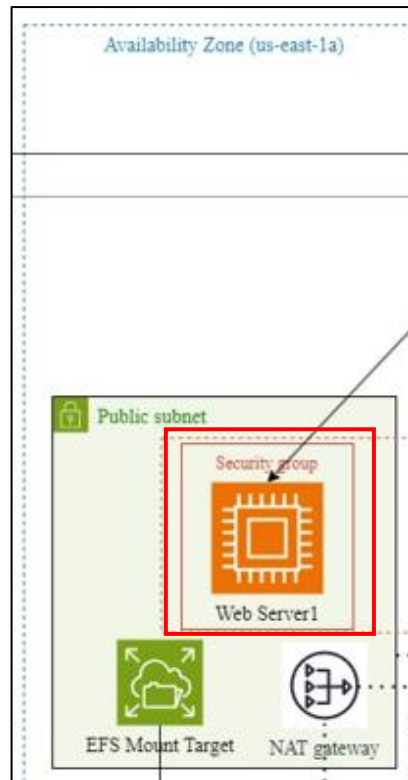 Availability Zone (us-east-1a)
Public subnet
Security group
Web Server1
EFS Mount Target
NAT gateway